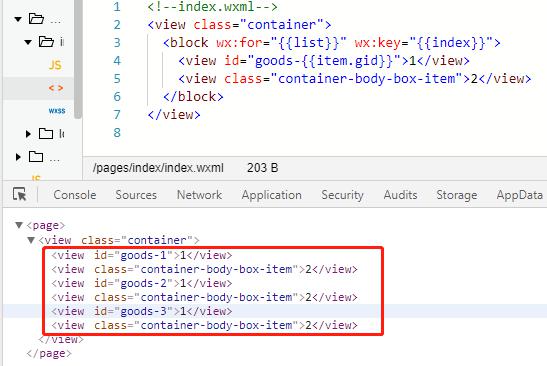 ...
i
JS
< >
wxss
lo
...
1 <!--index.wxml-->
2 <view class="container">
3 <block wx:for="{{list}}" wx:key="{{index}}">
4 <view id="goods-{{item.gid}}">1</view>
5 <view class="container-body-box-item">2</view>
6 </block>
7 </view>
8
/pages/index/index.wxml 203 B
Console Sources Network Application Security Audits Storage AppData
<page>
<view class="container">
<view id="goods-1">1</view>
<view class="container-body-box-item">2</view>
<view id="goods-2">1</view>
<view class="container-body-box-item">2</view>
<view id="goods-3">1</view>
<view class="container-body-box-item">2</view>
</view>
</page>